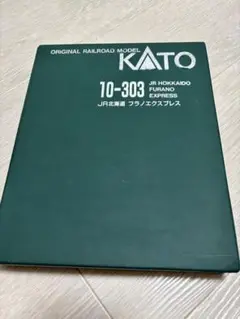 ORIGINAL RAILROAD MODEL
KATO
10-303
JR HOKKAIDO
FURANO
EXPRESS
JR北海道 フラノエクスプレス